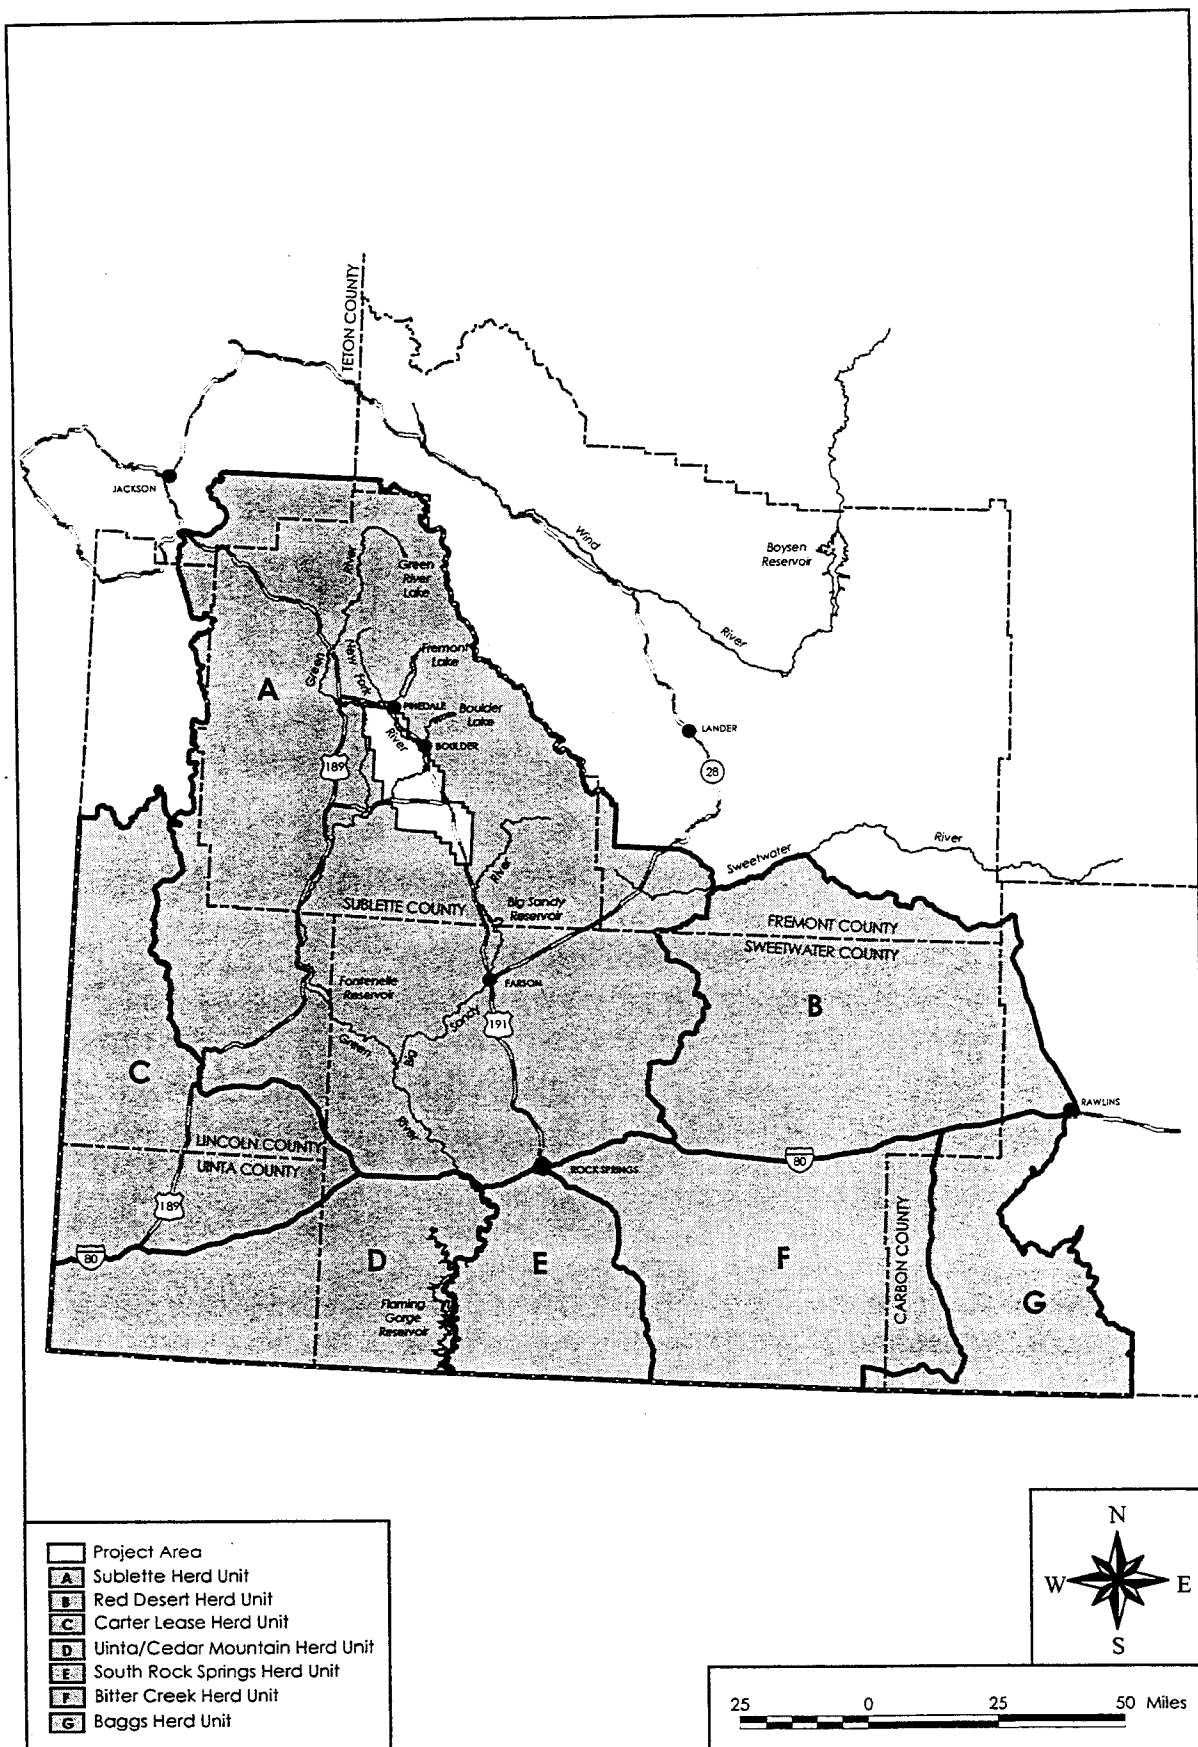 TETON COUNTY
JACKSON
Wind
River
Boysen
Reservoir
River
Green
River
Lake
Green
New
Fork
River
Fremont
Lake
A
PINEDALE
Boulder
Lake
BOULDER
LANDER
189
28
Sweetwater
River
River
SUBLETTE COUNTY
Big Sandy
Reservoir
FREMONT COUNTY
SWEETWATER COUNTY
Fontenelle
Reservoir
FARSON
B
Green
Big
Sandy
191
C
River
RAWLINS
LINCOLN COUNTY
UINTA COUNTY
ROCK SPRINGS
80
189
80
D
E
F
CARBON COUNTY
G
Flaming
Gorge
Reservoir
Project Area
A Sublette Herd Unit
B Red Desert Herd Unit
C Carter Lease Herd Unit
D Uinta/Cedar Mountain Herd Unit
E South Rock Springs Herd Unit
F Bitter Creek Herd Unit
G Baggs Herd Unit
N
W E
S
25 0 25 50 Miles